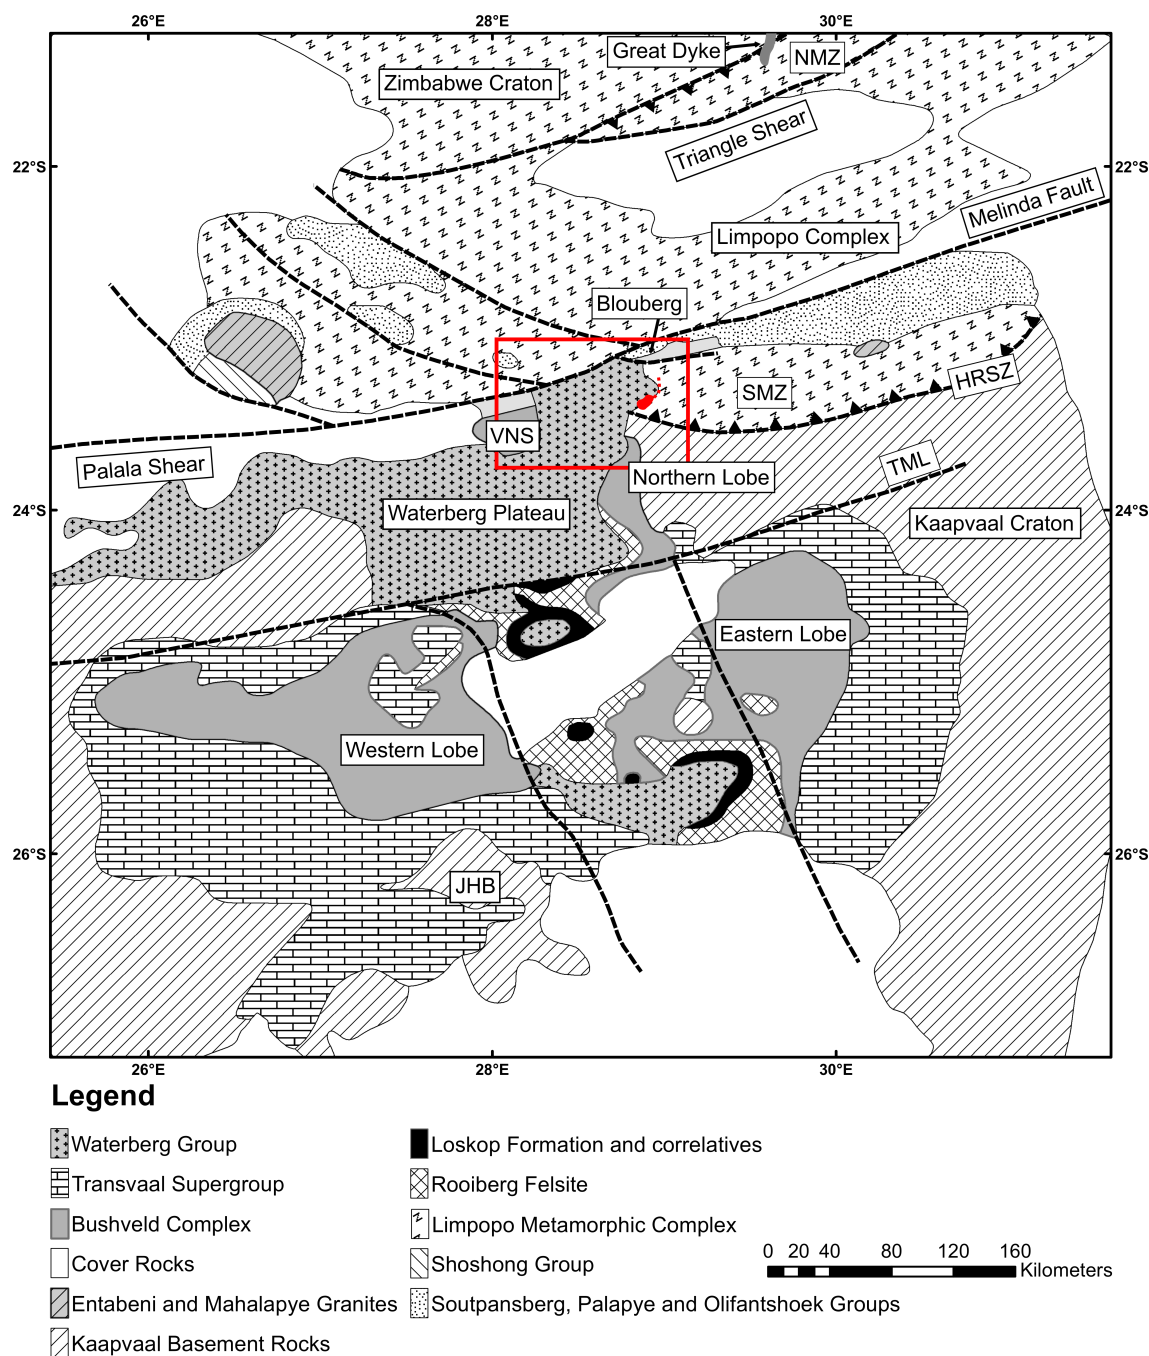 26°E 28°E 30°E
Great Dyke
NMZ
Zimbabwe Craton
Triangle Shear
22°S 22°S
Melinda Fault
Limpopo Complex
Blouberg
HRSZ
SMZ
VNS
Palala Shear
TML
Northern Lobe
Waterberg Plateau
24°S 24°S
Kaapvaal Craton
Eastern Lobe
Western Lobe
26°S 26°S
JHB
26°E 28°E 30°E
Legend
Waterberg Group
Transvaal Supergroup
Bushveld Complex
Cover Rocks
Entabeni and Mahalapye Granites
Kaapvaal Basement Rocks
Loskop Formation and correlatives
Rooiberg Felsite
Limpopo Metamorphic Complex
Shoshong Group
Soutpansberg, Palapye and Olifantshoek Groups
0 20 40 80 120 160
Kilometers